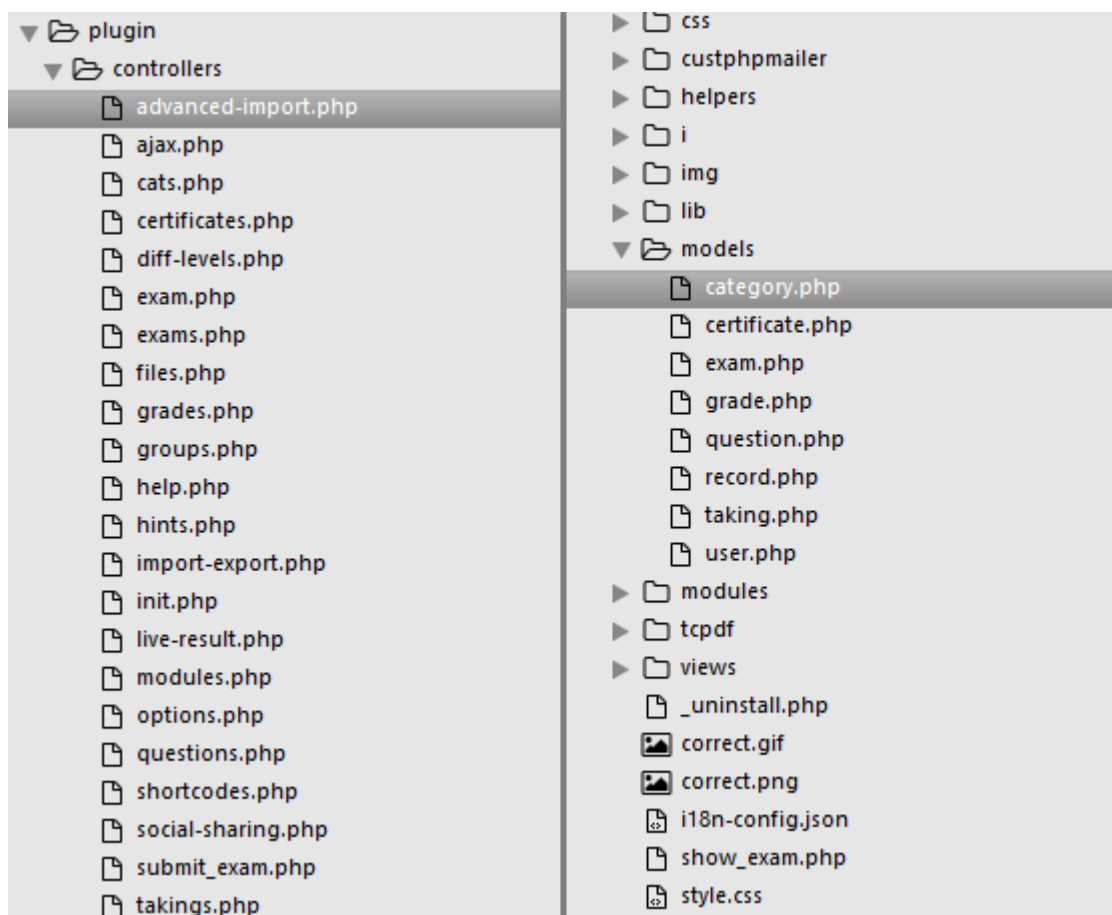 plugin
controllers
advanced-import.php
ajax.php
cats.php
certificates.php
diff-levels.php
exam.php
exams.php
files.php
grades.php
groups.php
help.php
hints.php
import-export.php
init.php
live-result.php
modules.php
options.php
questions.php
shortcodes.php
social-sharing.php
submit_exam.php
takings.php
css
custphpmailer
helpers
i
img
lib
models
category.php
certificate.php
exam.php
grade.php
question.php
record.php
taking.php
user.php
modules
tcpdf
views
_uninstall.php
correct.gif
correct.png
i18n-config.json
show_exam.php
style.css